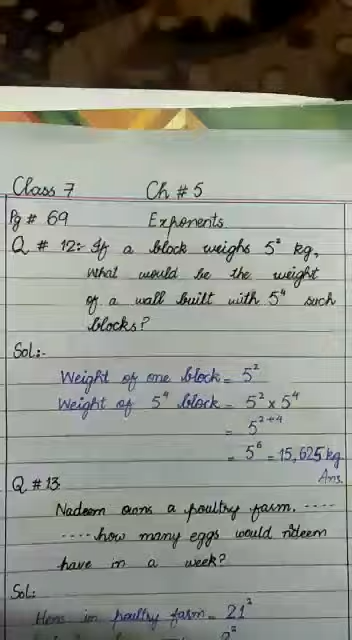 Class 7 Ch # 5
Pg # 69 Exponents
Q # 12:- If a block weighs 5² kg,
what would be the weight
of a wall built with 5⁴ such
blocks?
Sol:-
Weight of one block = 5²
Weight of 5⁴ block = 5² × 5⁴
= 5²⁺⁴
= 5⁶ = 15,625 kg
Ans.
Q # 13
Nadeem owns a poultry farm, ....
.... how many eggs would nadeem
have in a week?
Sol:
Hens in poultry farm = 21²